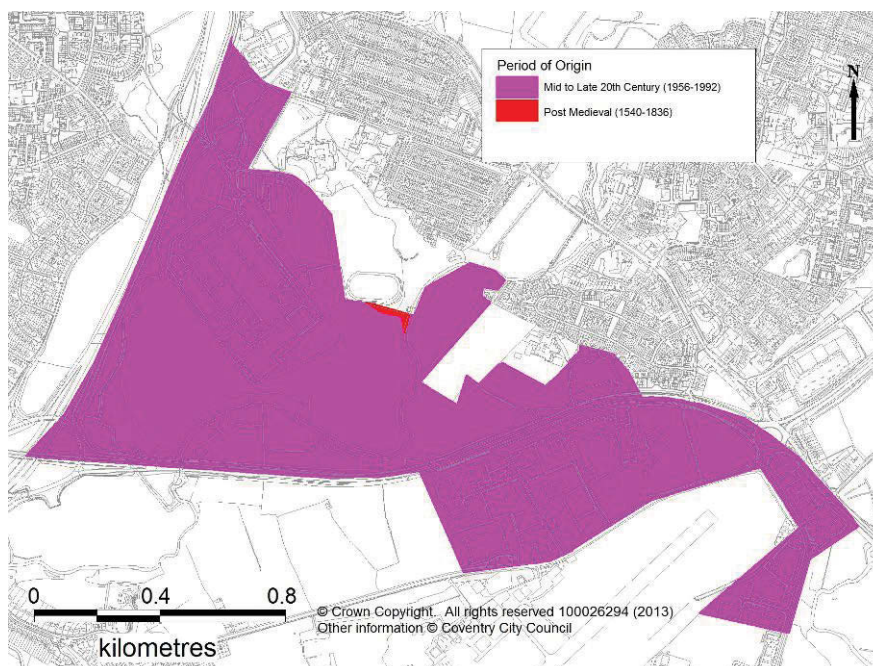 Period of Origin
Mid to Late 20th Century (1956-1992)
Post Medieval (1540-1836)
N
0 0.4 0.8
kilometres
© Crown Copyright. All rights reserved 100026294 (2013)
Other information © Coventry City Council